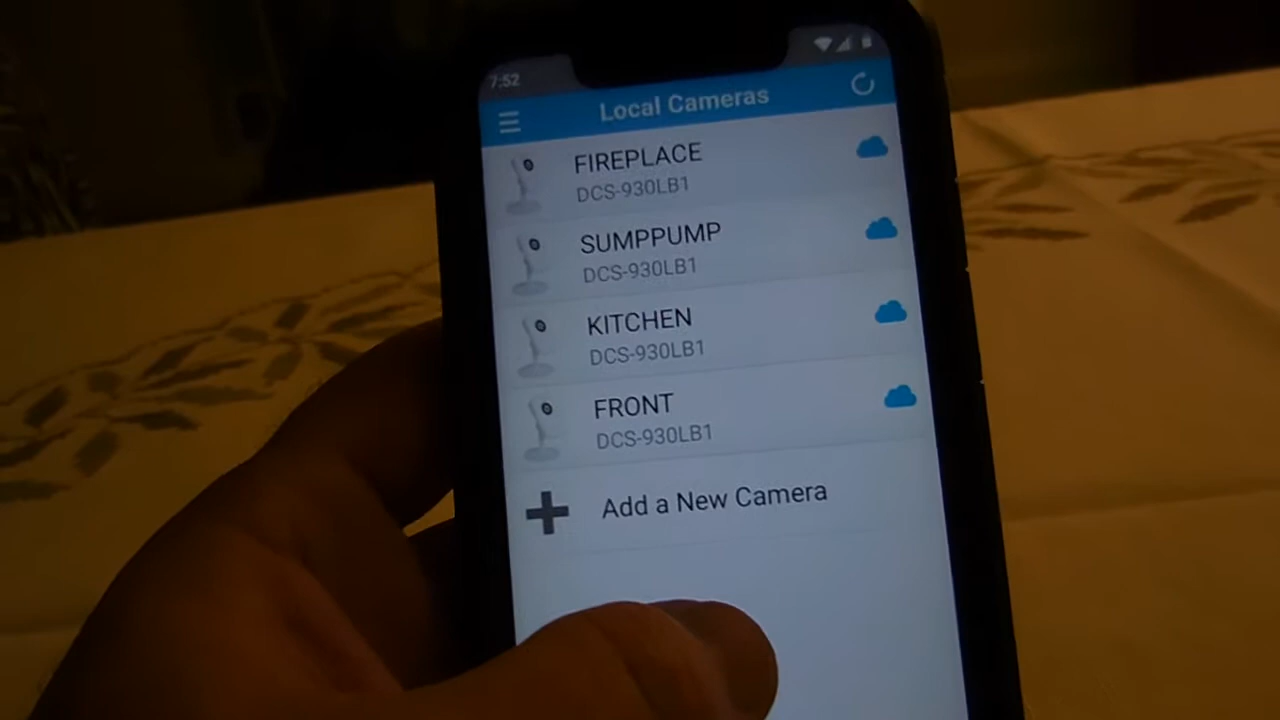 7:52
Local Cameras
FIREPLACE
DCS-930LB1
SUMPPUMP
DCS-930LB1
KITCHEN
DCS-930LB1
FRONT
DCS-930LB1
Add a New Camera